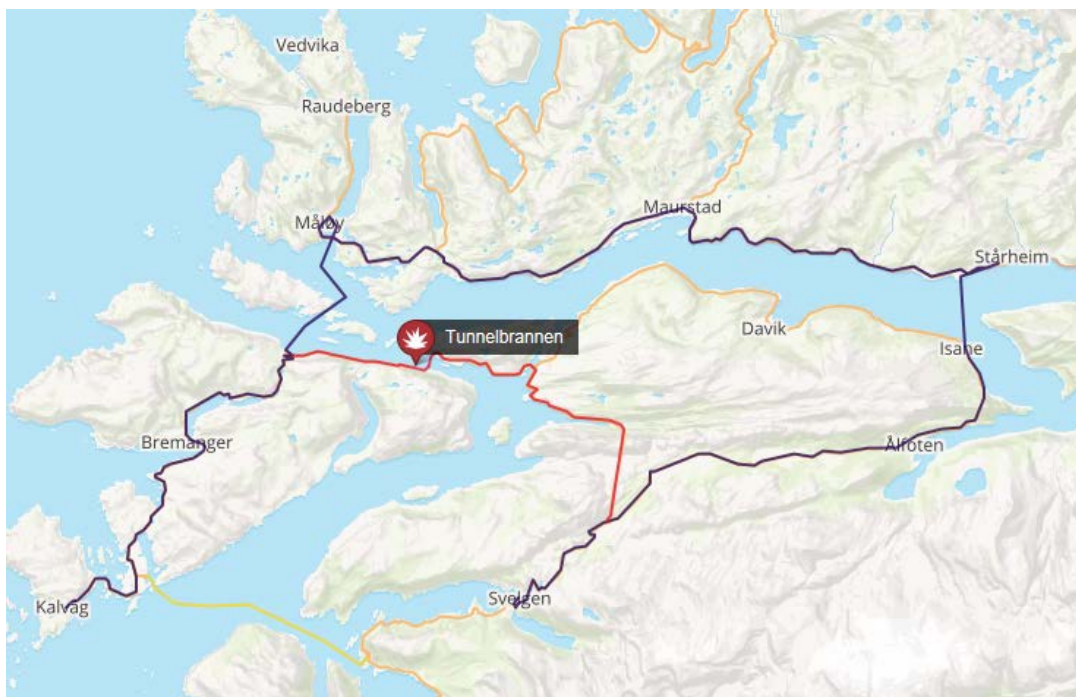 Vedvika
Raudeberg
Maurstad
Måløy
Stårheim
Tunnelbrannen
Davik
Isane
Bremanger
Ålfoten
Svelgen
Kalvåg